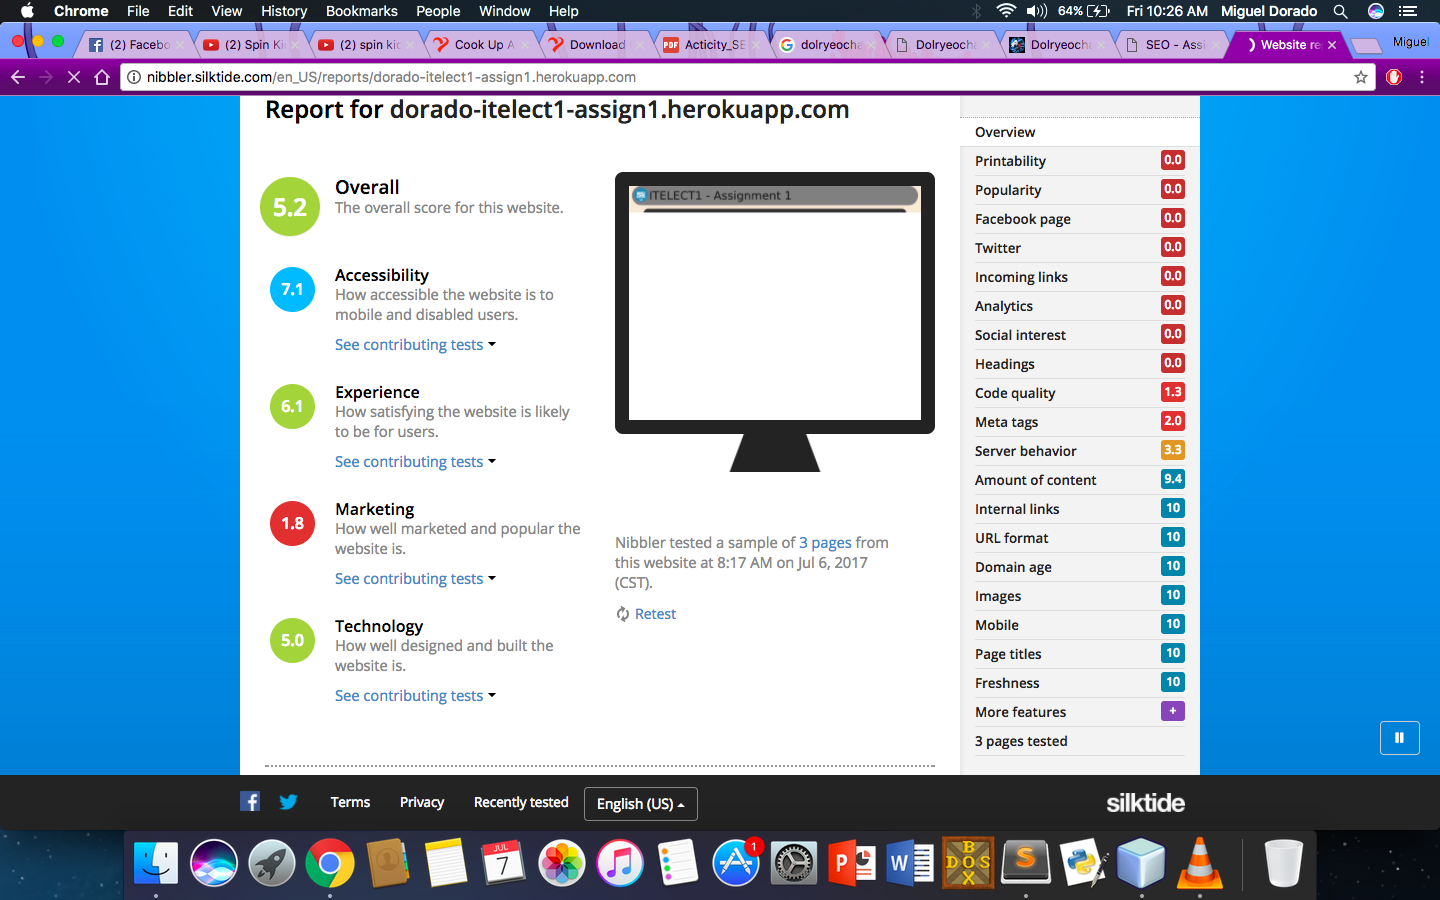 Chrome File Edit View History Bookmarks People Window Help 64% Fri 10:26 AM Miguel Dorado
(2) Facebo (2) Spin Ki (2) spin kic Cook Up A Download PDF Acticity_SE dolryeocha Dolryeocha Dolryeocha SEO - Assi Website re Miguel
nibbler.silktide.com/en_US/reports/dorado-itelect1-assign1.herokuapp.com
Report for dorado-itelect1-assign1.herokuapp.com
5.2
Overall
The overall score for this website.
7.1
Accessibility
How accessible the website is to
mobile and disabled users.
See contributing tests
6.1
Experience
How satisfying the website is likely
to be for users.
See contributing tests
1.8
Marketing
How well marketed and popular the
website is.
See contributing tests
5.0
Technology
How well designed and built the
website is.
See contributing tests
ITELECT1 - Assignment 1
Nibbler tested a sample of 3 pages from
this website at 8:17 AM on Jul 6, 2017
(CST).
Retest
Overview
Printability 0.0
Popularity 0.0
Facebook page 0.0
Twitter 0.0
Incoming links 0.0
Analytics 0.0
Social interest 0.0
Headings 0.0
Code quality 1.3
Meta tags 2.0
Server behavior 3.3
Amount of content 9.4
Internal links 10
URL format 10
Domain age 10
Images 10
Mobile 10
Page titles 10
Freshness 10
More features +
3 pages tested
Terms Privacy Recently tested English (US) silktide
JUL
7
1
P
W
BOX
DOS
S